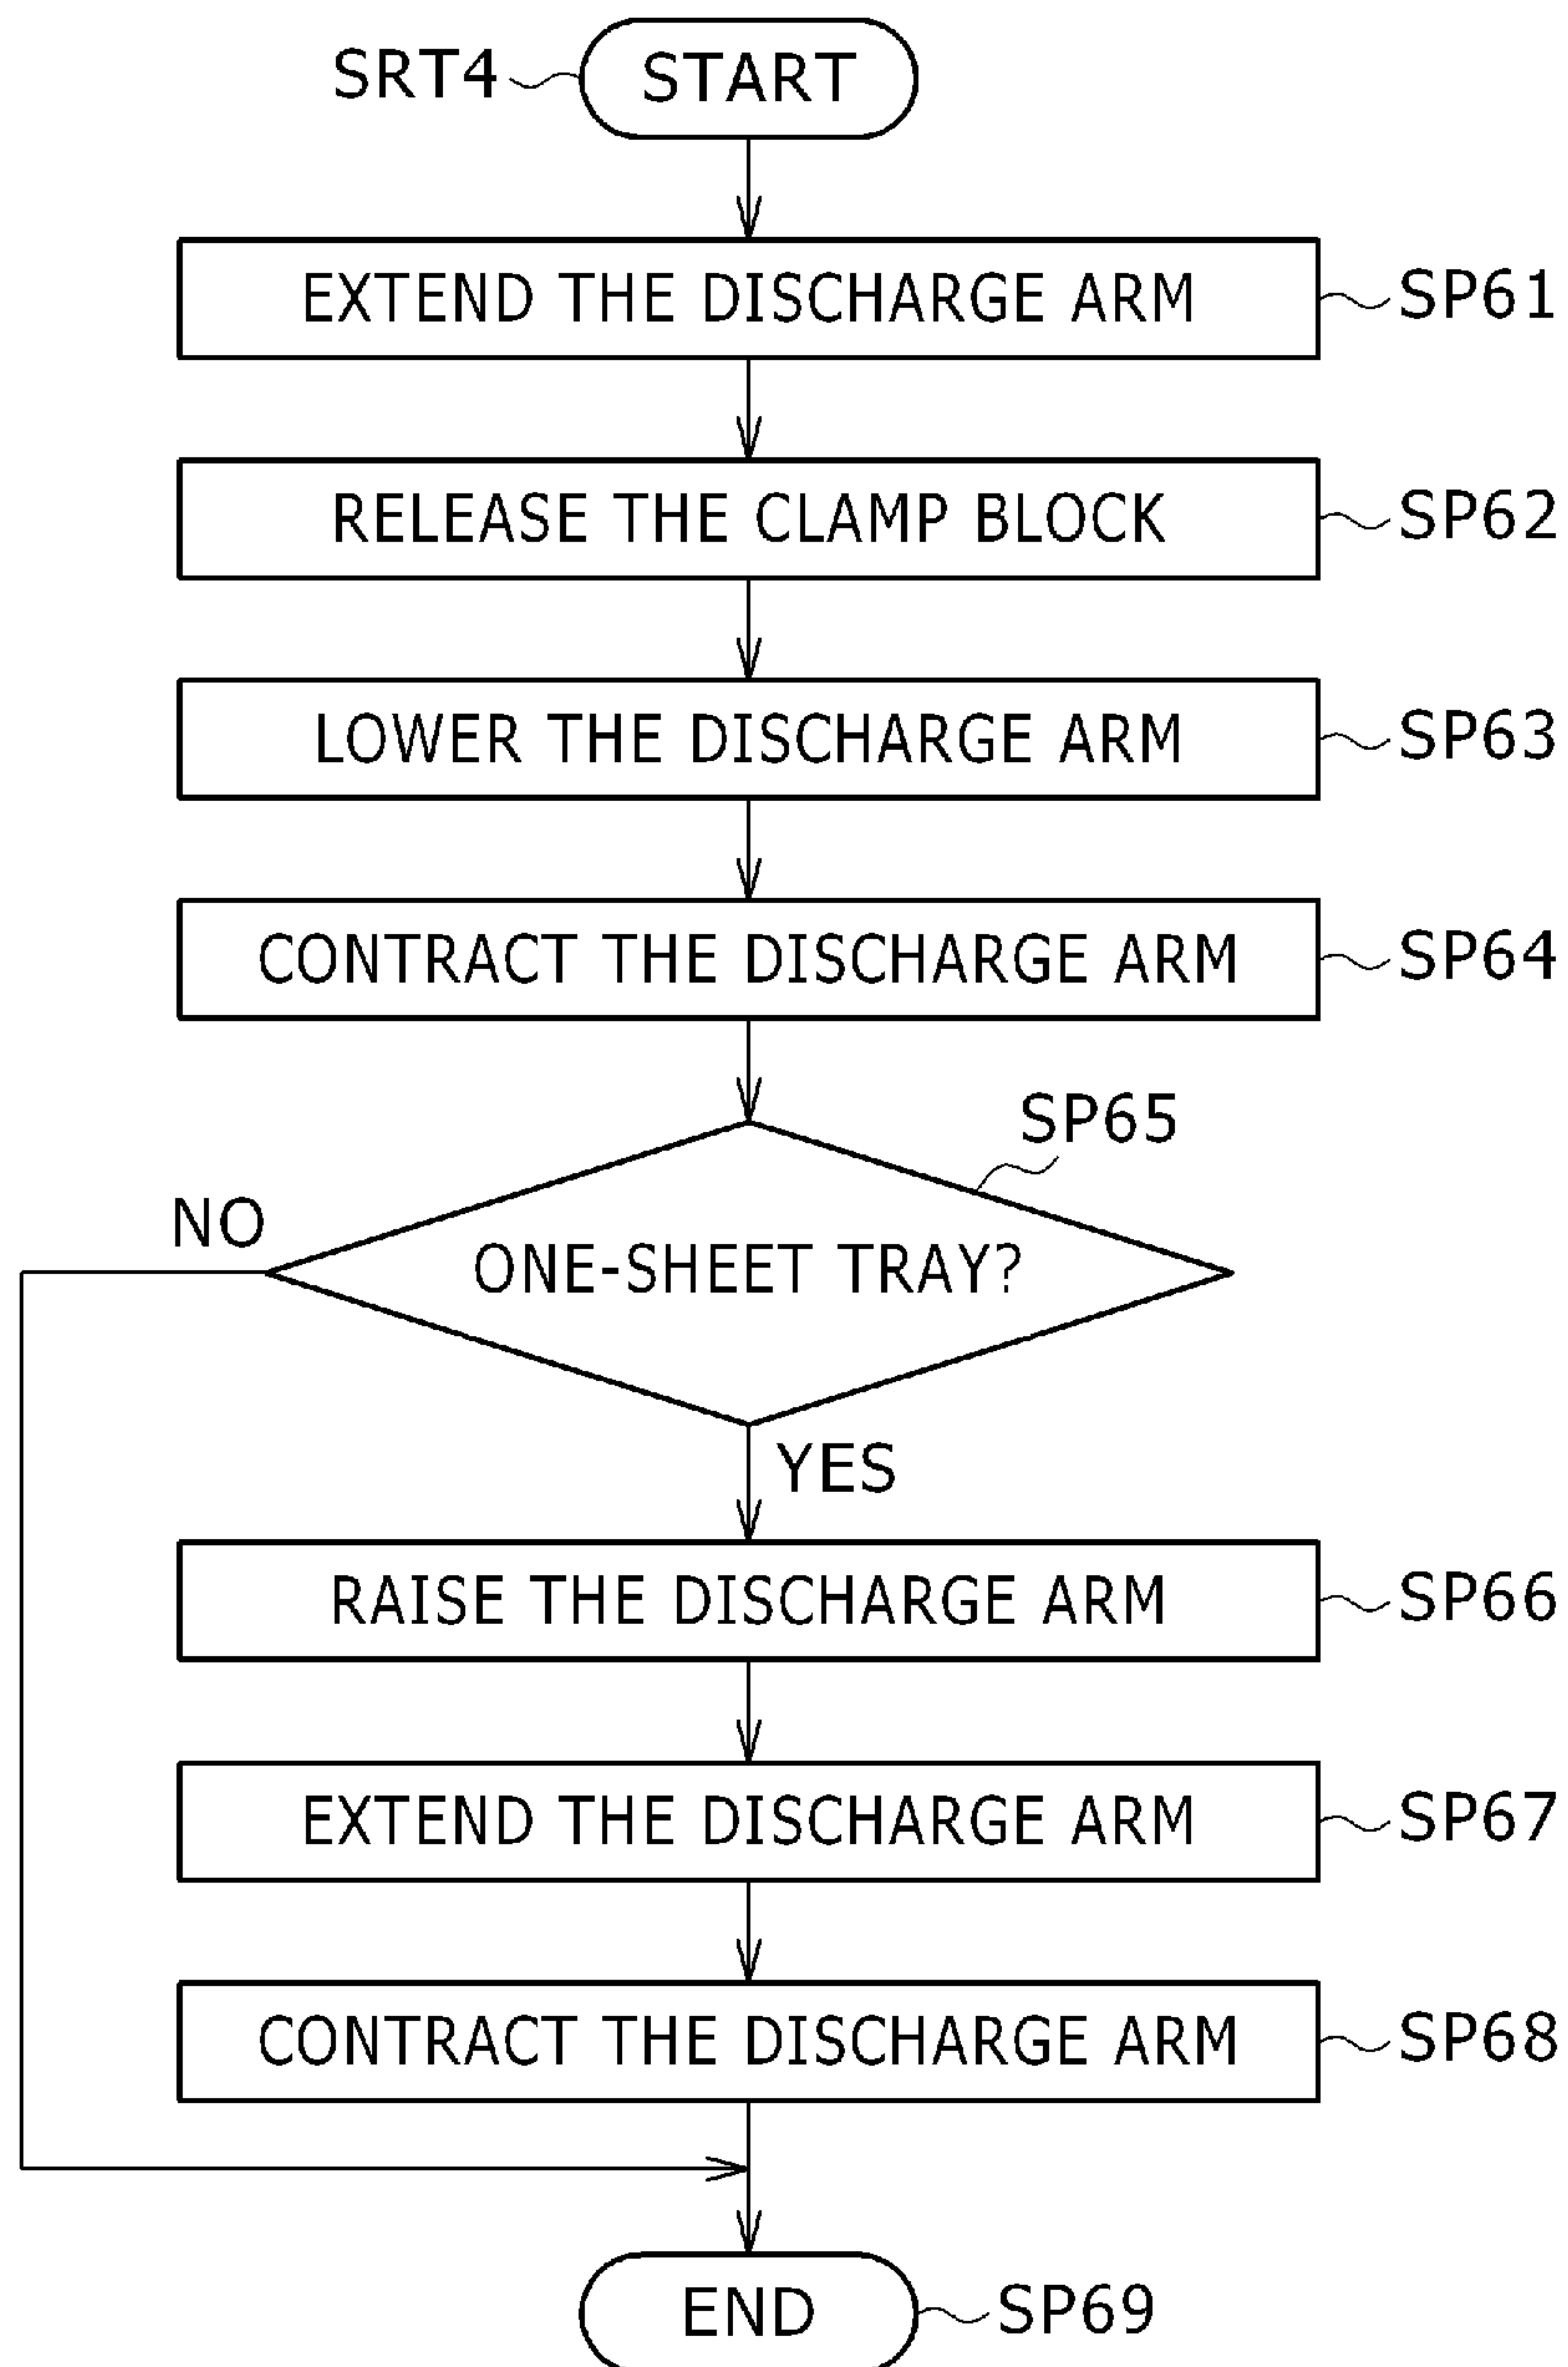 SRT4 START
EXTEND THE DISCHARGE ARM SP61
RELEASE THE CLAMP BLOCK SP62
LOWER THE DISCHARGE ARM SP63
CONTRACT THE DISCHARGE ARM SP64
SP65
NO
ONE-SHEET TRAY?
YES
RAISE THE DISCHARGE ARM SP66
EXTEND THE DISCHARGE ARM SP67
CONTRACT THE DISCHARGE ARM SP68
END SP69